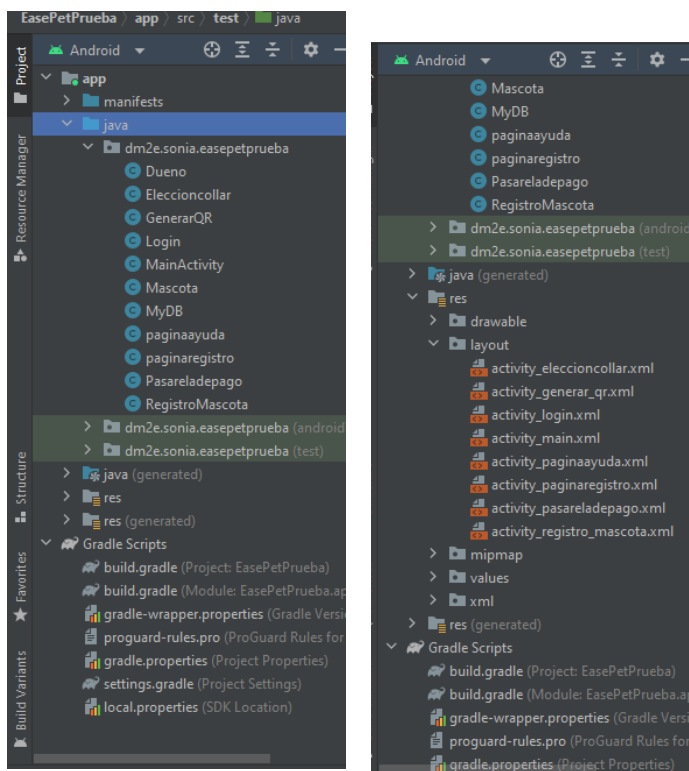 EasePetPrueba app src test java
Project
Resource Manager
Structure
Favorites
Build Variants
Android
app
manifests
java
dm2e.sonia.easepetprueba
Dueno
Eleccioncollar
GenerarQR
Login
MainActivity
Mascota
MyDB
paginaayuda
paginaregistro
Pasareladepago
RegistroMascota
dm2e.sonia.easepetprueba (android
dm2e.sonia.easepetprueba (test)
java (generated)
res
res (generated)
Gradle Scripts
build.gradle (Project: EasePetPrueba)
build.gradle (Module: EasePetPrueba.ap
gradle-wrapper.properties (Gradle Versi
proguard-rules.pro (ProGuard Rules for
gradle.properties (Project Properties)
settings.gradle (Project Settings)
local.properties (SDK Location)
Android
Mascota
MyDB
paginaayuda
paginaregistro
Pasareladepago
RegistroMascota
dm2e.sonia.easepetprueba (android
dm2e.sonia.easepetprueba (test)
java (generated)
res
drawable
layout
activity_eleccioncollar.xml
activity_generar_qr.xml
activity_login.xml
activity_main.xml
activity_paginaayuda.xml
activity_paginaregistro.xml
activity_pasareladepago.xml
activity_registro_mascota.xml
mipmap
values
xml
res (generated)
Gradle Scripts
build.gradle (Project: EasePetPrueba)
build.gradle (Module: EasePetPrueba.ap
gradle-wrapper.properties (Gradle Versi
proguard-rules.pro (ProGuard Rules for
gradle.properties (Project Properties)